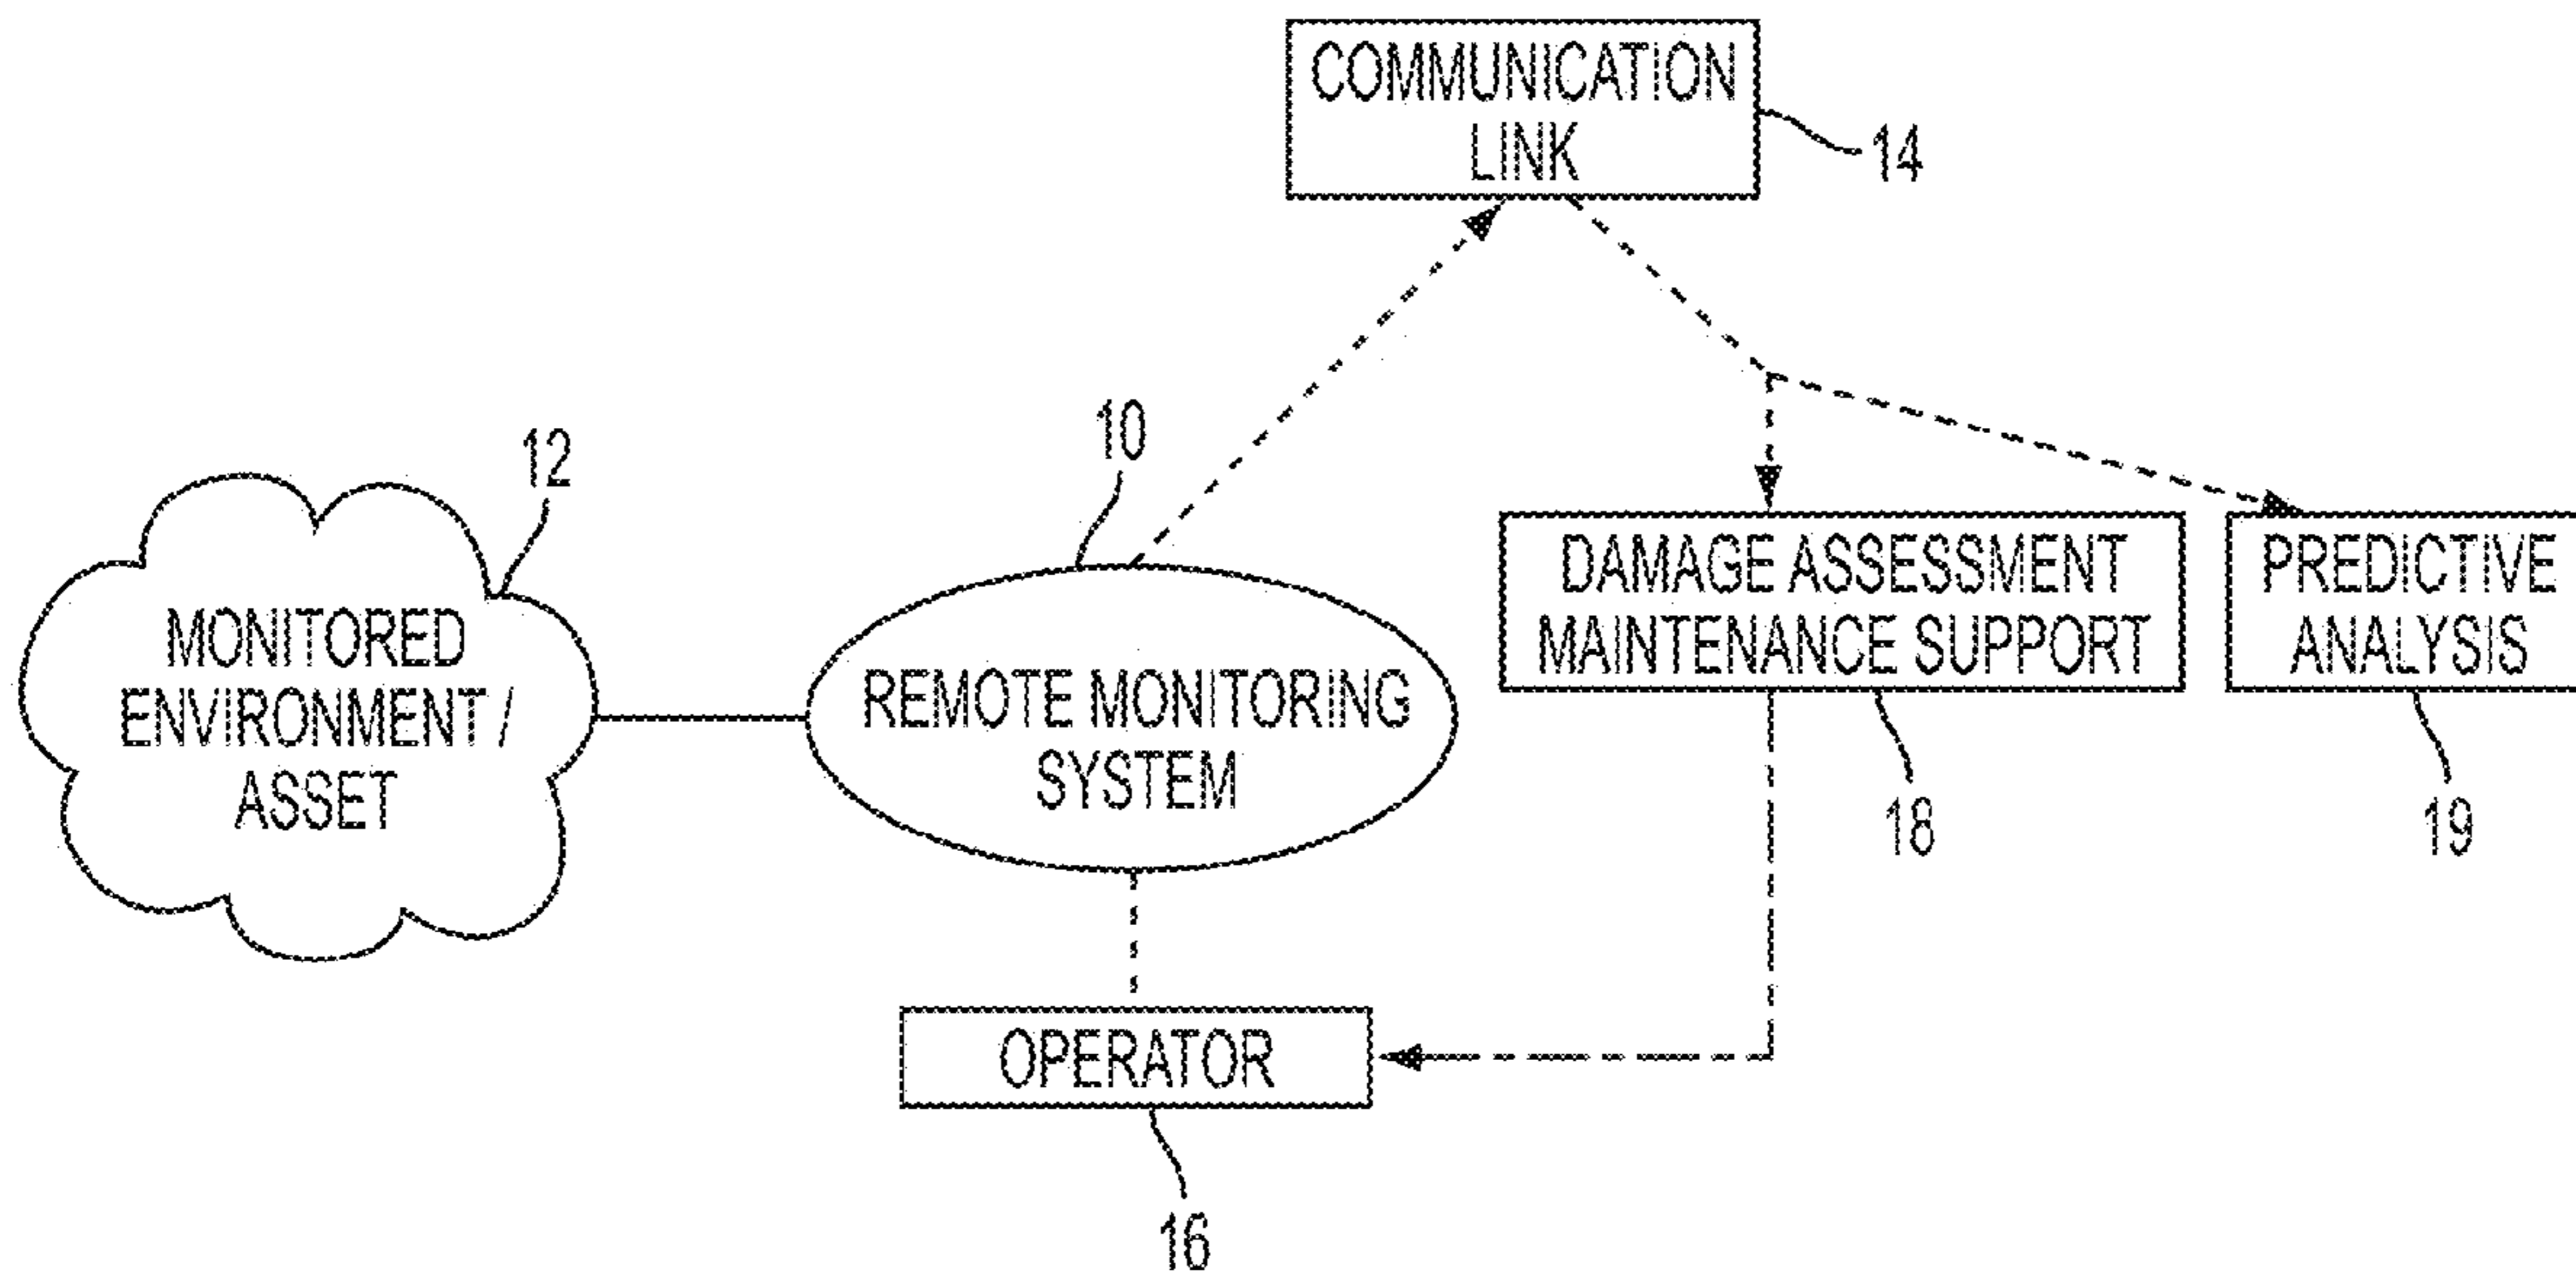 COMMUNICATION
LINK
14
10
12
MONITORED
ENVIRONMENT /
ASSET
REMOTE MONITORING
SYSTEM
DAMAGE ASSESSMENT
MAINTENANCE SUPPORT
PREDICTIVE
ANALYSIS
18
19
OPERATOR
16